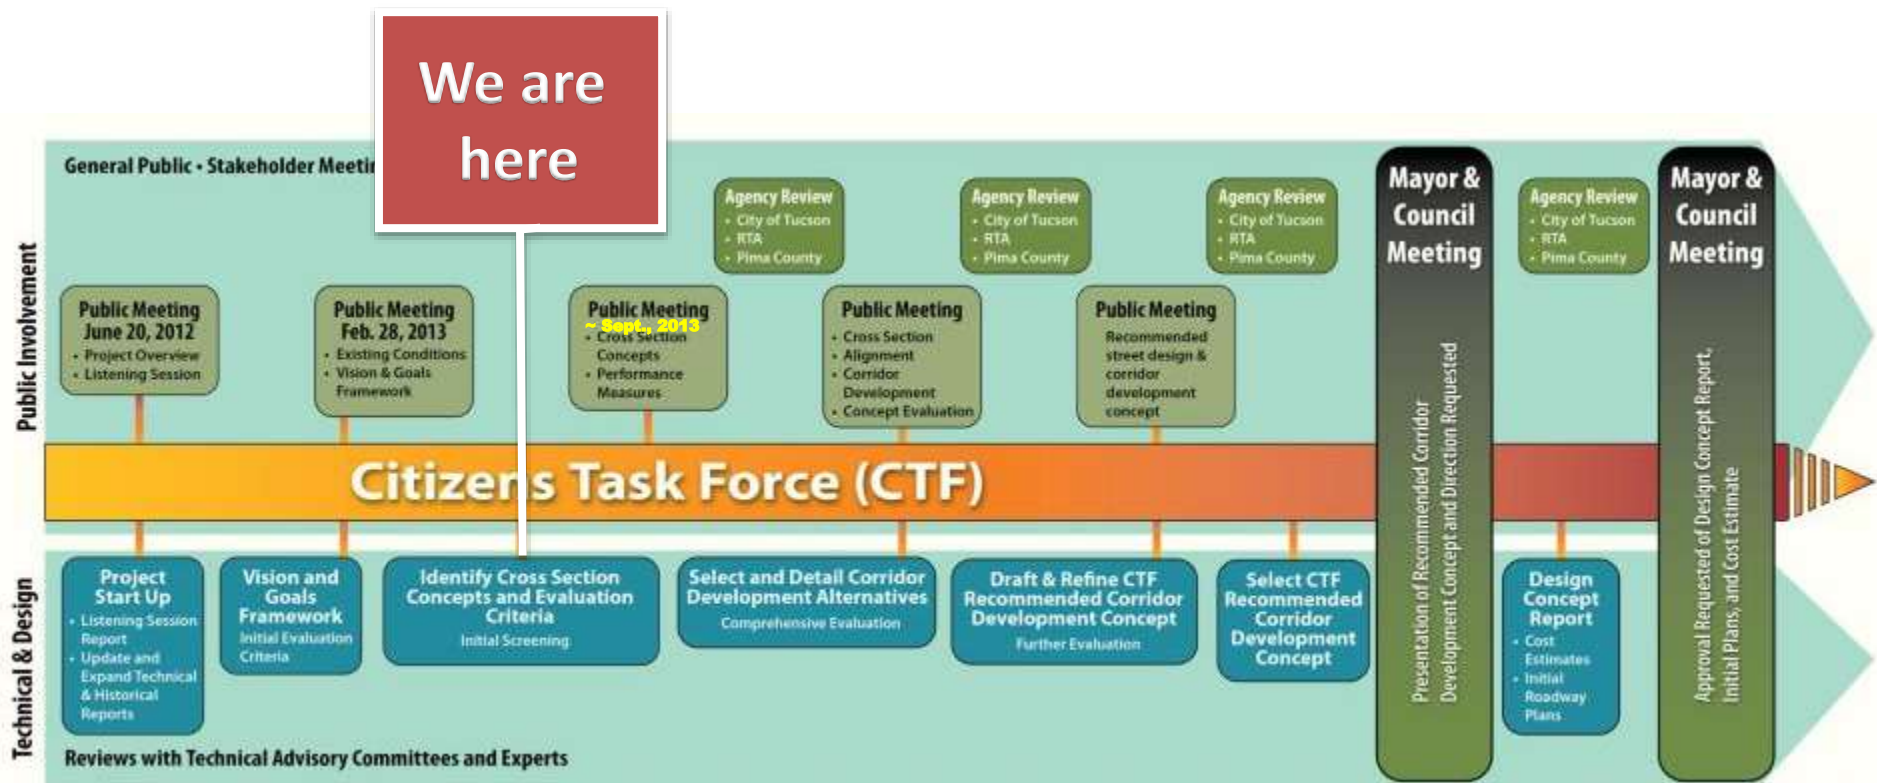 We are
here
General Public • Stakeholder
Public Involvement
Agency Review
• City of Tucson
• RTA
• Pima County
Agency Review
• City of Tucson
• RTA
• Pima County
Agency Review
• City of Tucson
• RTA
• Pima County
Agency Review
• City of Tucson
• RTA
• Pima County
Public Meeting
June 20, 2012
• Project Overview
• Listening Session
Public Meeting
Feb. 28, 2013
• Existing Conditions
• Vision & Goals
Framework
Public Meeting
~ Sept., 2013
• Cross Section
Concepts
• Performance
Measures
Public Meeting
• Cross Section
• Alignment
• Corridor
Development
• Concept Evaluation
Public Meeting
Recommended
street design &
corridor
development
concept
Mayor &
Council
Meeting
Presentation of Recommended Corridor
Development Concept and Direction Requested
Mayor &
Council
Meeting
Approval Requested of Design Concept Report,
Initial Plans, and Cost Estimate
Citizens Task Force (CTF)
Technical & Design
Project
Start Up
• Listening Session
Report
• Update and
Expand Technical
& Historical
Reports
Vision and
Goals
Framework
Initial Evaluation
Criteria
Identify Cross Section
Concepts and Evaluation
Criteria
Initial Screening
Select and Detail Corridor
Development Alternatives
Comprehensive Evaluation
Draft & Refine CTF
Recommended Corridor
Development Concept
Further Evaluation
Select CTF
Recommended
Corridor
Development
Concept
Design
Concept
Report
• Cost
Estimates
• Initial
Roadway
Plans
Reviews with Technical Advisory Committees and Experts